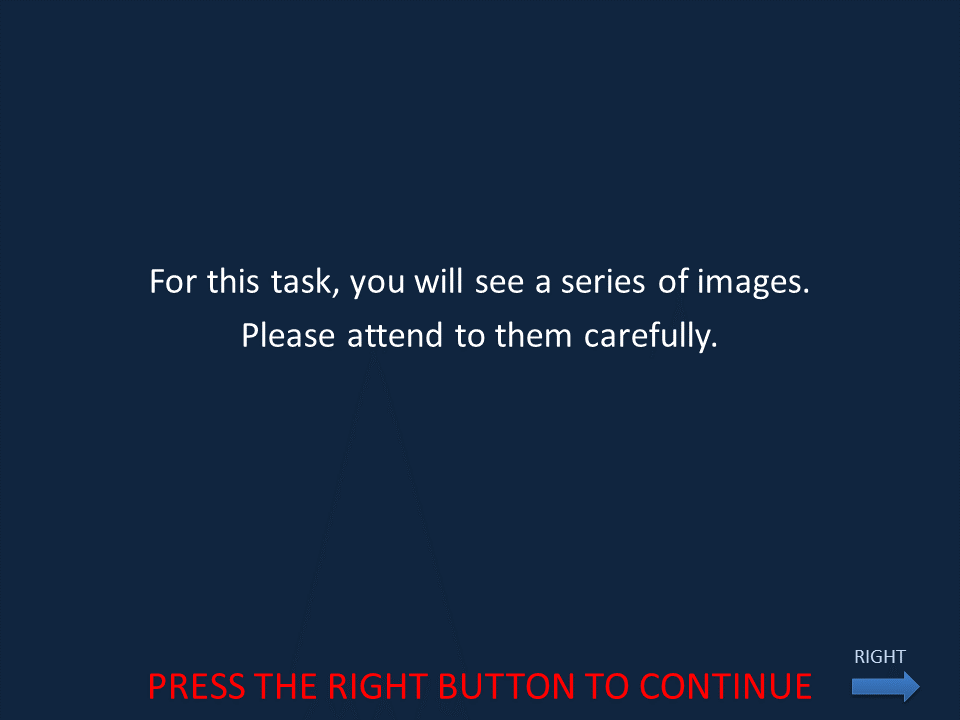 For this task, you will see a series of images.
Please attend to them carefully.
RIGHT
PRESS THE RIGHT BUTTON TO CONTINUE